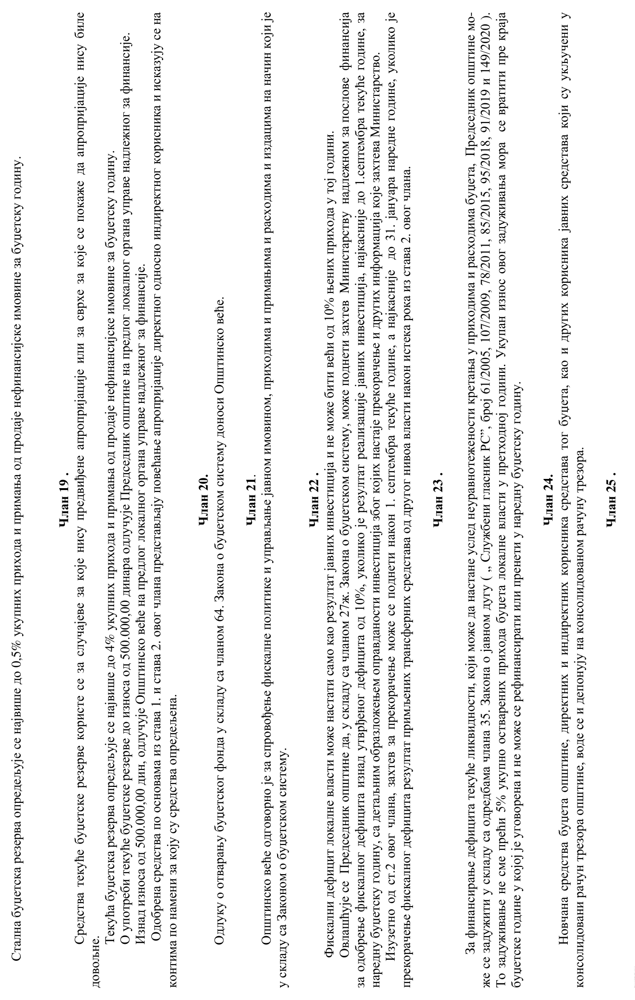 Стална буџетска резерва опредељује се највише до 0,5% укупних прихода и примања од продаје нефинансијске имовине за буџетску годину.
Члан 19 .
Средства текуће буџетске резерве користе се за случајеве за које нису предвиђене апропријације или за сврхе за које се покаже да апропријације нису биле
довољне.
Текућа буџетска резерва опредељује се највише до 4% укупних прихода и примања од продаје нефинансијске имовине за буџетску годину.
О употреби текуће буџетске резерве до износа од 500.000,00 динара одлучује Председник општине на предлог локалног органа управе надлежног за финансије.
Изнад износа од 500.000,00 дин, одлучује Општинско веће на предлог локалног органа управе надлежног за финансије.
Одобрена средства по основама из става 1. и става 2. овог члана представљају повећање апропријације директног односно индиректног корисника и исказују се на
контима по намени за коју су средства опредељена.
Члан 20.
Одлуку о отварању буџетског фонда у складу са чланом 64. Закона о буџетском систему доноси Општинско веће.
Члан 21.
Општинско веће одговорно је за спровођење фискалне политике и управљање јавном имовином, приходима и примањима и расходима и издацима на начин који је
у складу са Законом о буџетском систему.
Члан 22 .
Фискални дефицит локалне власти може настати само као резултат јавних инвестиција и не може бити већи од 10% њених прихода у тој години.
Овлашћује се Председник општине да, у складу са чланом 27ж. Закона о буџетском систему, може поднети захтев Министарству надлежном за послове финансија
за одобрење фискалног дефицита изнад утврђеног дефицита од 10%, уколико је резултат реализације јавних инвестиција, најкасније до 1.септембра текуће године, за
наредну буџетску годину, са детаљним образложењем оправданости инвестиција због којих настаје прекорачење и других информација које захтева Министарство.
Изузетно од ст.2 овог члана, захтев за прекорачење може се поднети након 1. септембра текуће године, а најкасније до 31. јануара наредне године, уколико је
прекорачење фискалног дефицита резултат примљених трансферних средстава од другог нивоа власти након истека рока из става 2. овог члана.
Члан 23 .
За финансирање дефицита текуће ликвидности, који може да настане услед неуравнотежености кретања у приходима и расходима буџета, Председник општине мо-
же се задужити у складу са одредбама члана 35. Закона о јавном дугу ( „ Службени гласник РС”, број 61/2005, 107/2009, 78/2011, 85/2015, 95/2018, 91/2019 и 149/2020 ).
То задуживање не сме прећи 5% укупно остварених прихода буџета локалне власти у претходној години. Укупан износ овог задуживања мора се вратити пре краја
буџетске године у којој је уговорена и не може се рефинансирати или пренети у наредну буџетску годину.
Члан 24.
Новчана средства буџета општине, директних и индиректних корисника средстава тог буџета, као и других корисника јавних средстава који су укључени у
консолидовани рачун трезора општине, воде се и депонују на консолидованом рачуну трезора.
Члан 25 .